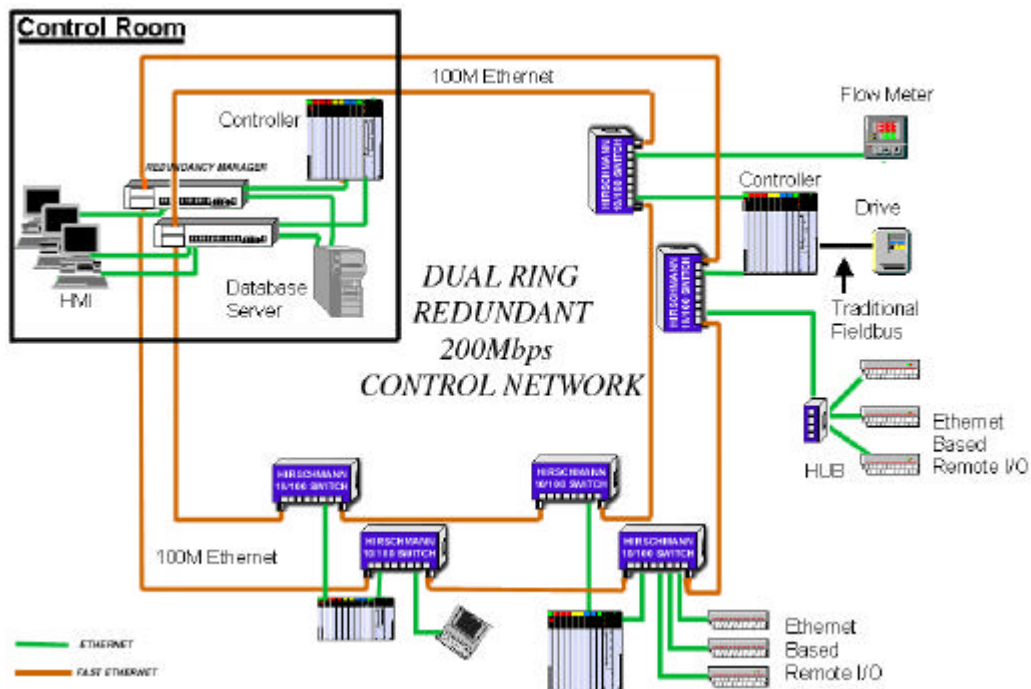 Control Room
100M Ethernet
Controller
REDUNDANCY MANAGER
HMI
Database
Server
HIRSCHMANN
10/100 SWITCH
Flow Meter
Controller
Drive
HIRSCHMANN
10/100 SWITCH
Traditional
Fieldbus
DUAL RING
REDUNDANT
200Mbps
CONTROL NETWORK
HUB
Ethernet
Based
Remote I/O
HIRSCHMANN
10/100 SWITCH
HIRSCHMANN
10/100 SWITCH
100M Ethernet
HIRSCHMANN
10/100 SWITCH
HIRSCHMANN
10/100 SWITCH
Ethernet
Based
Remote I/O
ETHERNET
FAST ETHERNET